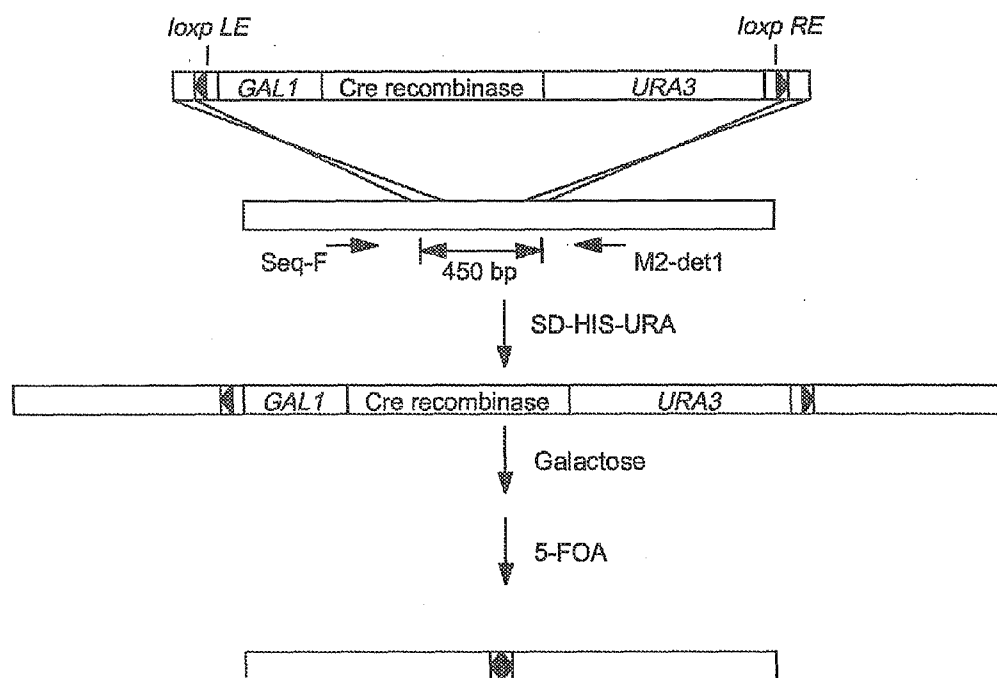 loxp LE
loxp RE
GAL1 Cre recombinase URA3
Seq-F
450 bp
M2-det1
SD-HIS-URA
GAL1 Cre recombinase URA3
Galactose
5-FOA